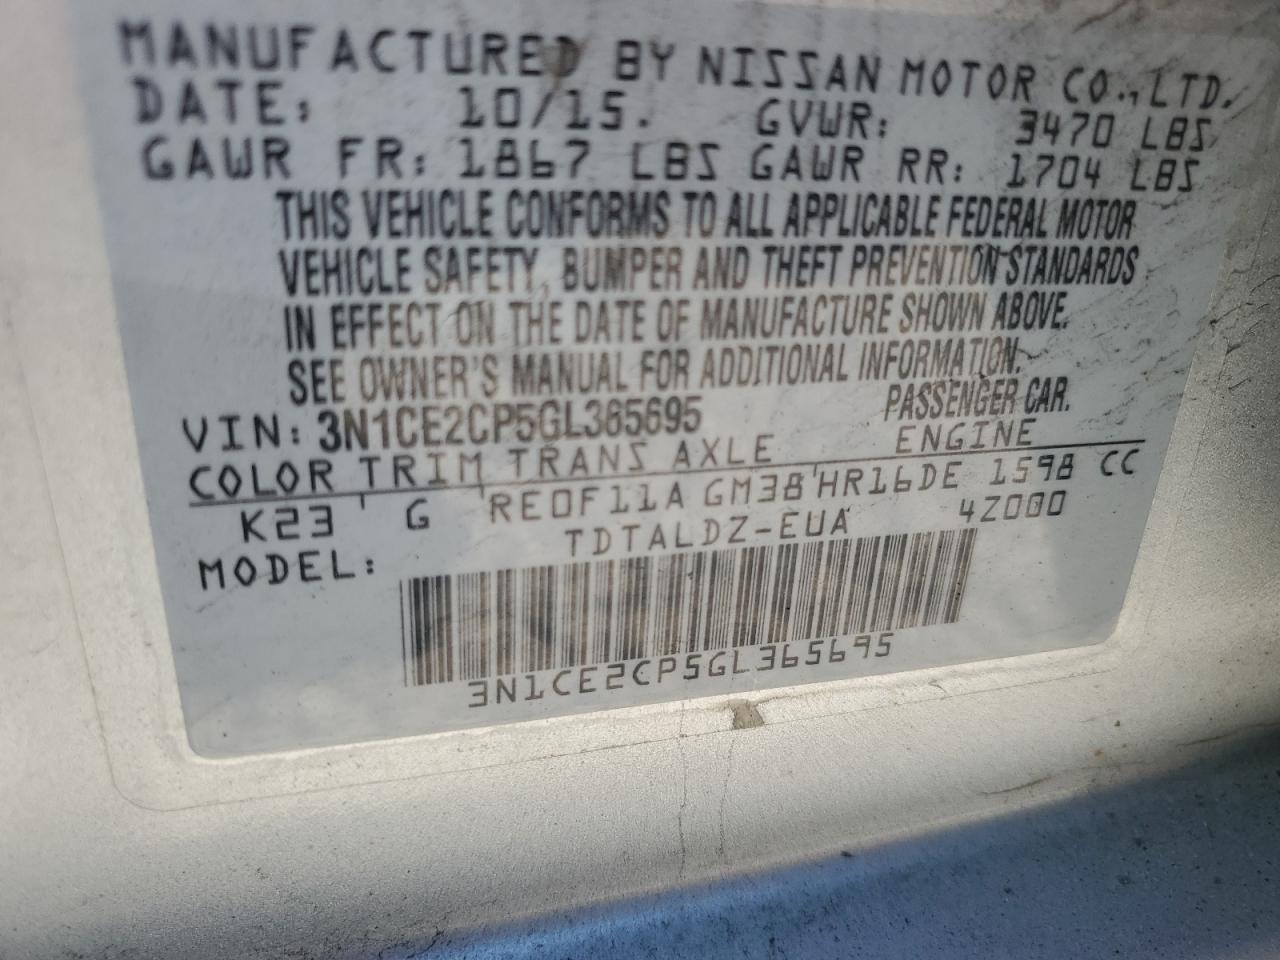 MANUFACTURED BY NISSAN MOTOR CO., LTD.
DATE: 10/15. GVWR: 3470 LBS
GAWR FR: 1867 LBS GAWR RR: 1704 LBS
THIS VEHICLE CONFORMS TO ALL APPLICABLE FEDERAL MOTOR
VEHICLE SAFETY, BUMPER AND THEFT PREVENTION STANDARDS
IN EFFECT ON THE DATE OF MANUFACTURE SHOWN ABOVE.
SEE OWNER'S MANUAL FOR ADDITIONAL INFORMATION.
VIN: 3N1CE2CP5GL365695 PASSENGER CAR.
COLOR TRIM TRANS AXLE ENGINE
K23 G RE0F11A GM38 HR16DE 1598 CC
MODEL: TDTALDZ-EUA 4Z000
3N1CE2CP5GL365695